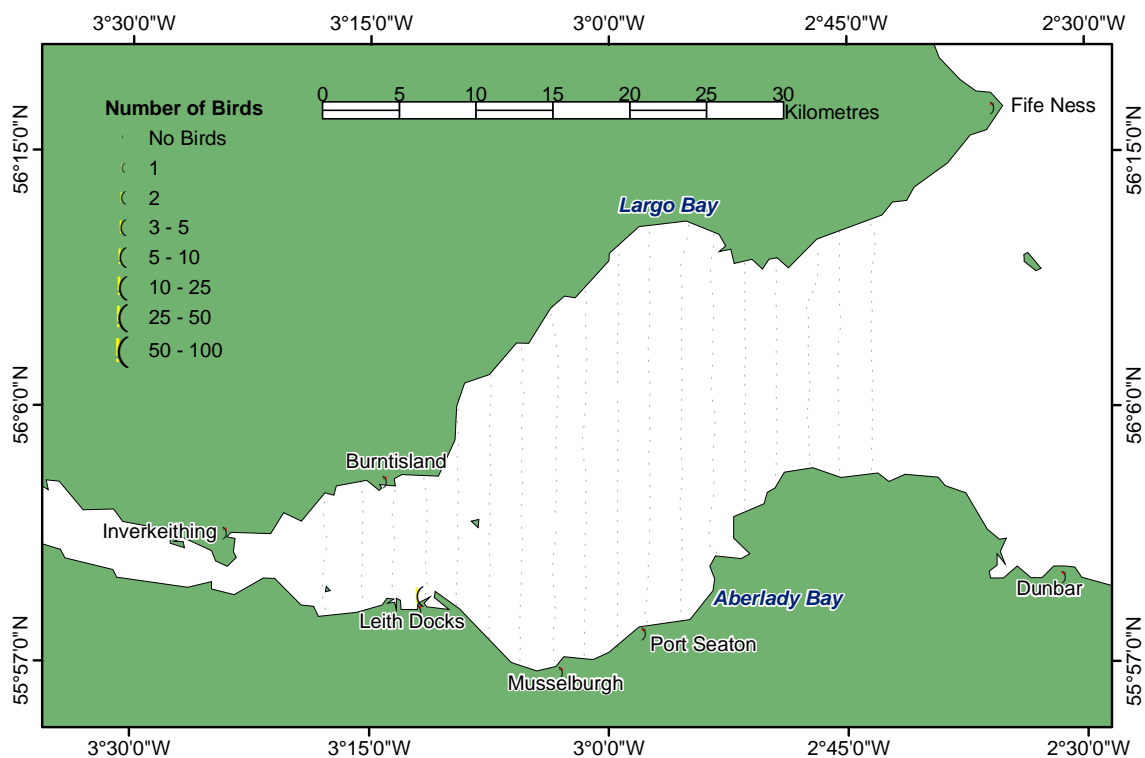 3°30'0"W 3°15'0"W 3°0'0"W 2°45'0"W 2°30'0"W
Number of Birds
No Birds
1
2
3 - 5
5 - 10
10 - 25
25 - 50
50 - 100
0 5 10 15 20 25 30
Kilometres
Fife Ness
56°15'0"N 56°15'0"N
Largo Bay
56°6'0"N 56°6'0"N
Burntisland
Inverkeithing
Dunbar
Aberlady Bay
Leith Docks
Port Seaton
55°57'0"N 55°57'0"N
Musselburgh
3°30'0"W 3°15'0"W 3°0'0"W 2°45'0"W 2°30'0"W